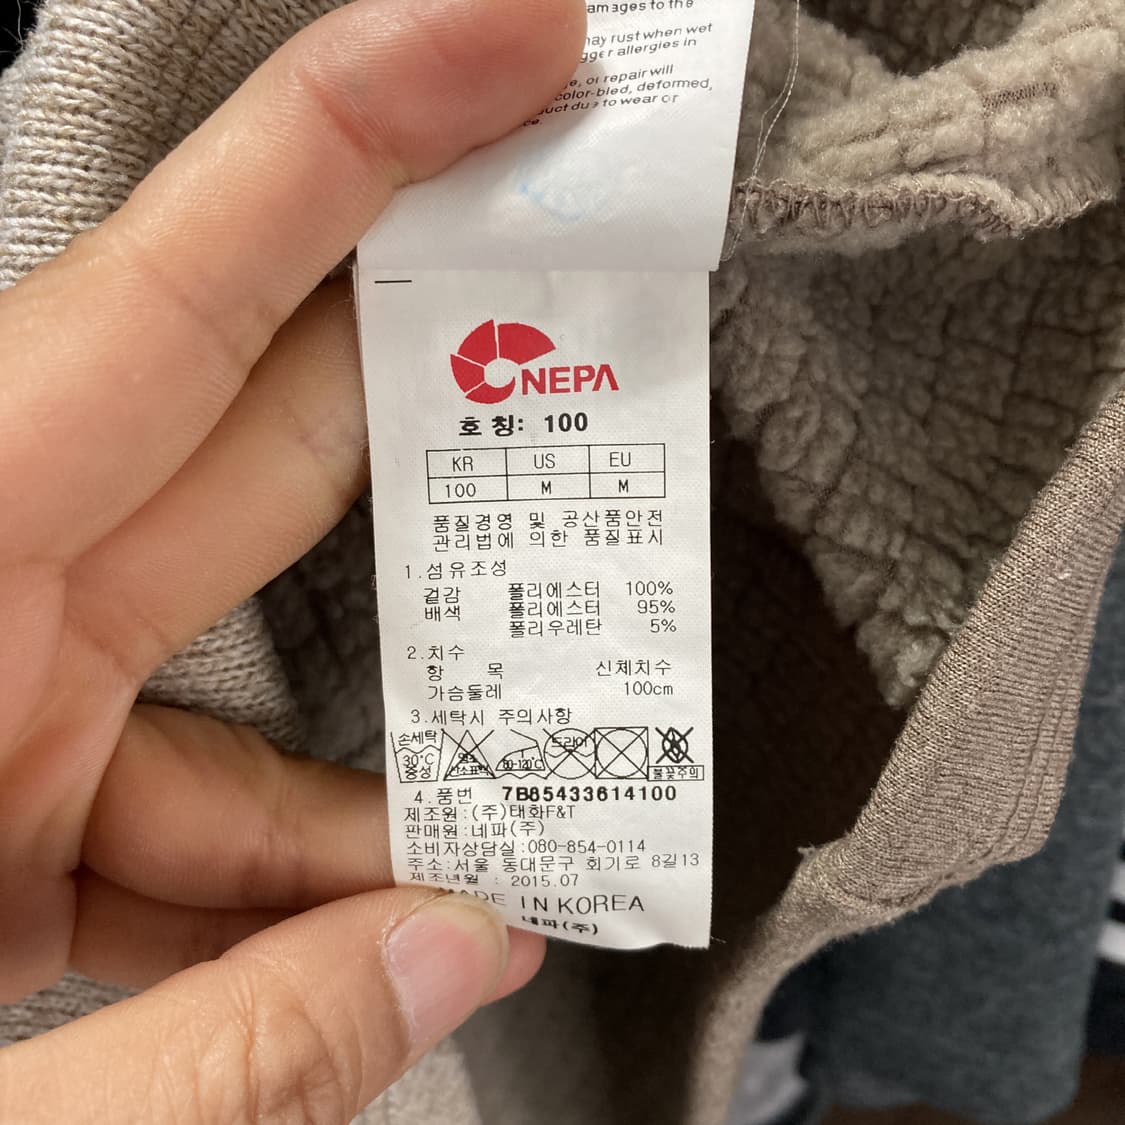 amages to the
may rust when wet
gger allergies in
or repair will
color-bled, deformed,
due to wear or
NEPA
호 칭: 100
KR US EU
100 M M
품질경영 및 공산품안전
관리법에 의한 품질표시
1.섬유조성
겉감 폴리에스터 100%
배색 폴리에스터 95%
폴리우레탄 5%
2.치수
항 목 신체치수
가슴둘레 100cm
3.세탁시 주의사항
손세탁 드라이
30°C 80-120°C
중성 산소표백 불꽃주의
4.품번 7B85433614100
제조원:(주)태화F&T
판매원:네파(주)
소비자상담실:080-854-0114
주소:서울 동대문구 회기로 8길13
제조년월 : 2015.07
MADE IN KOREA
네파(주)